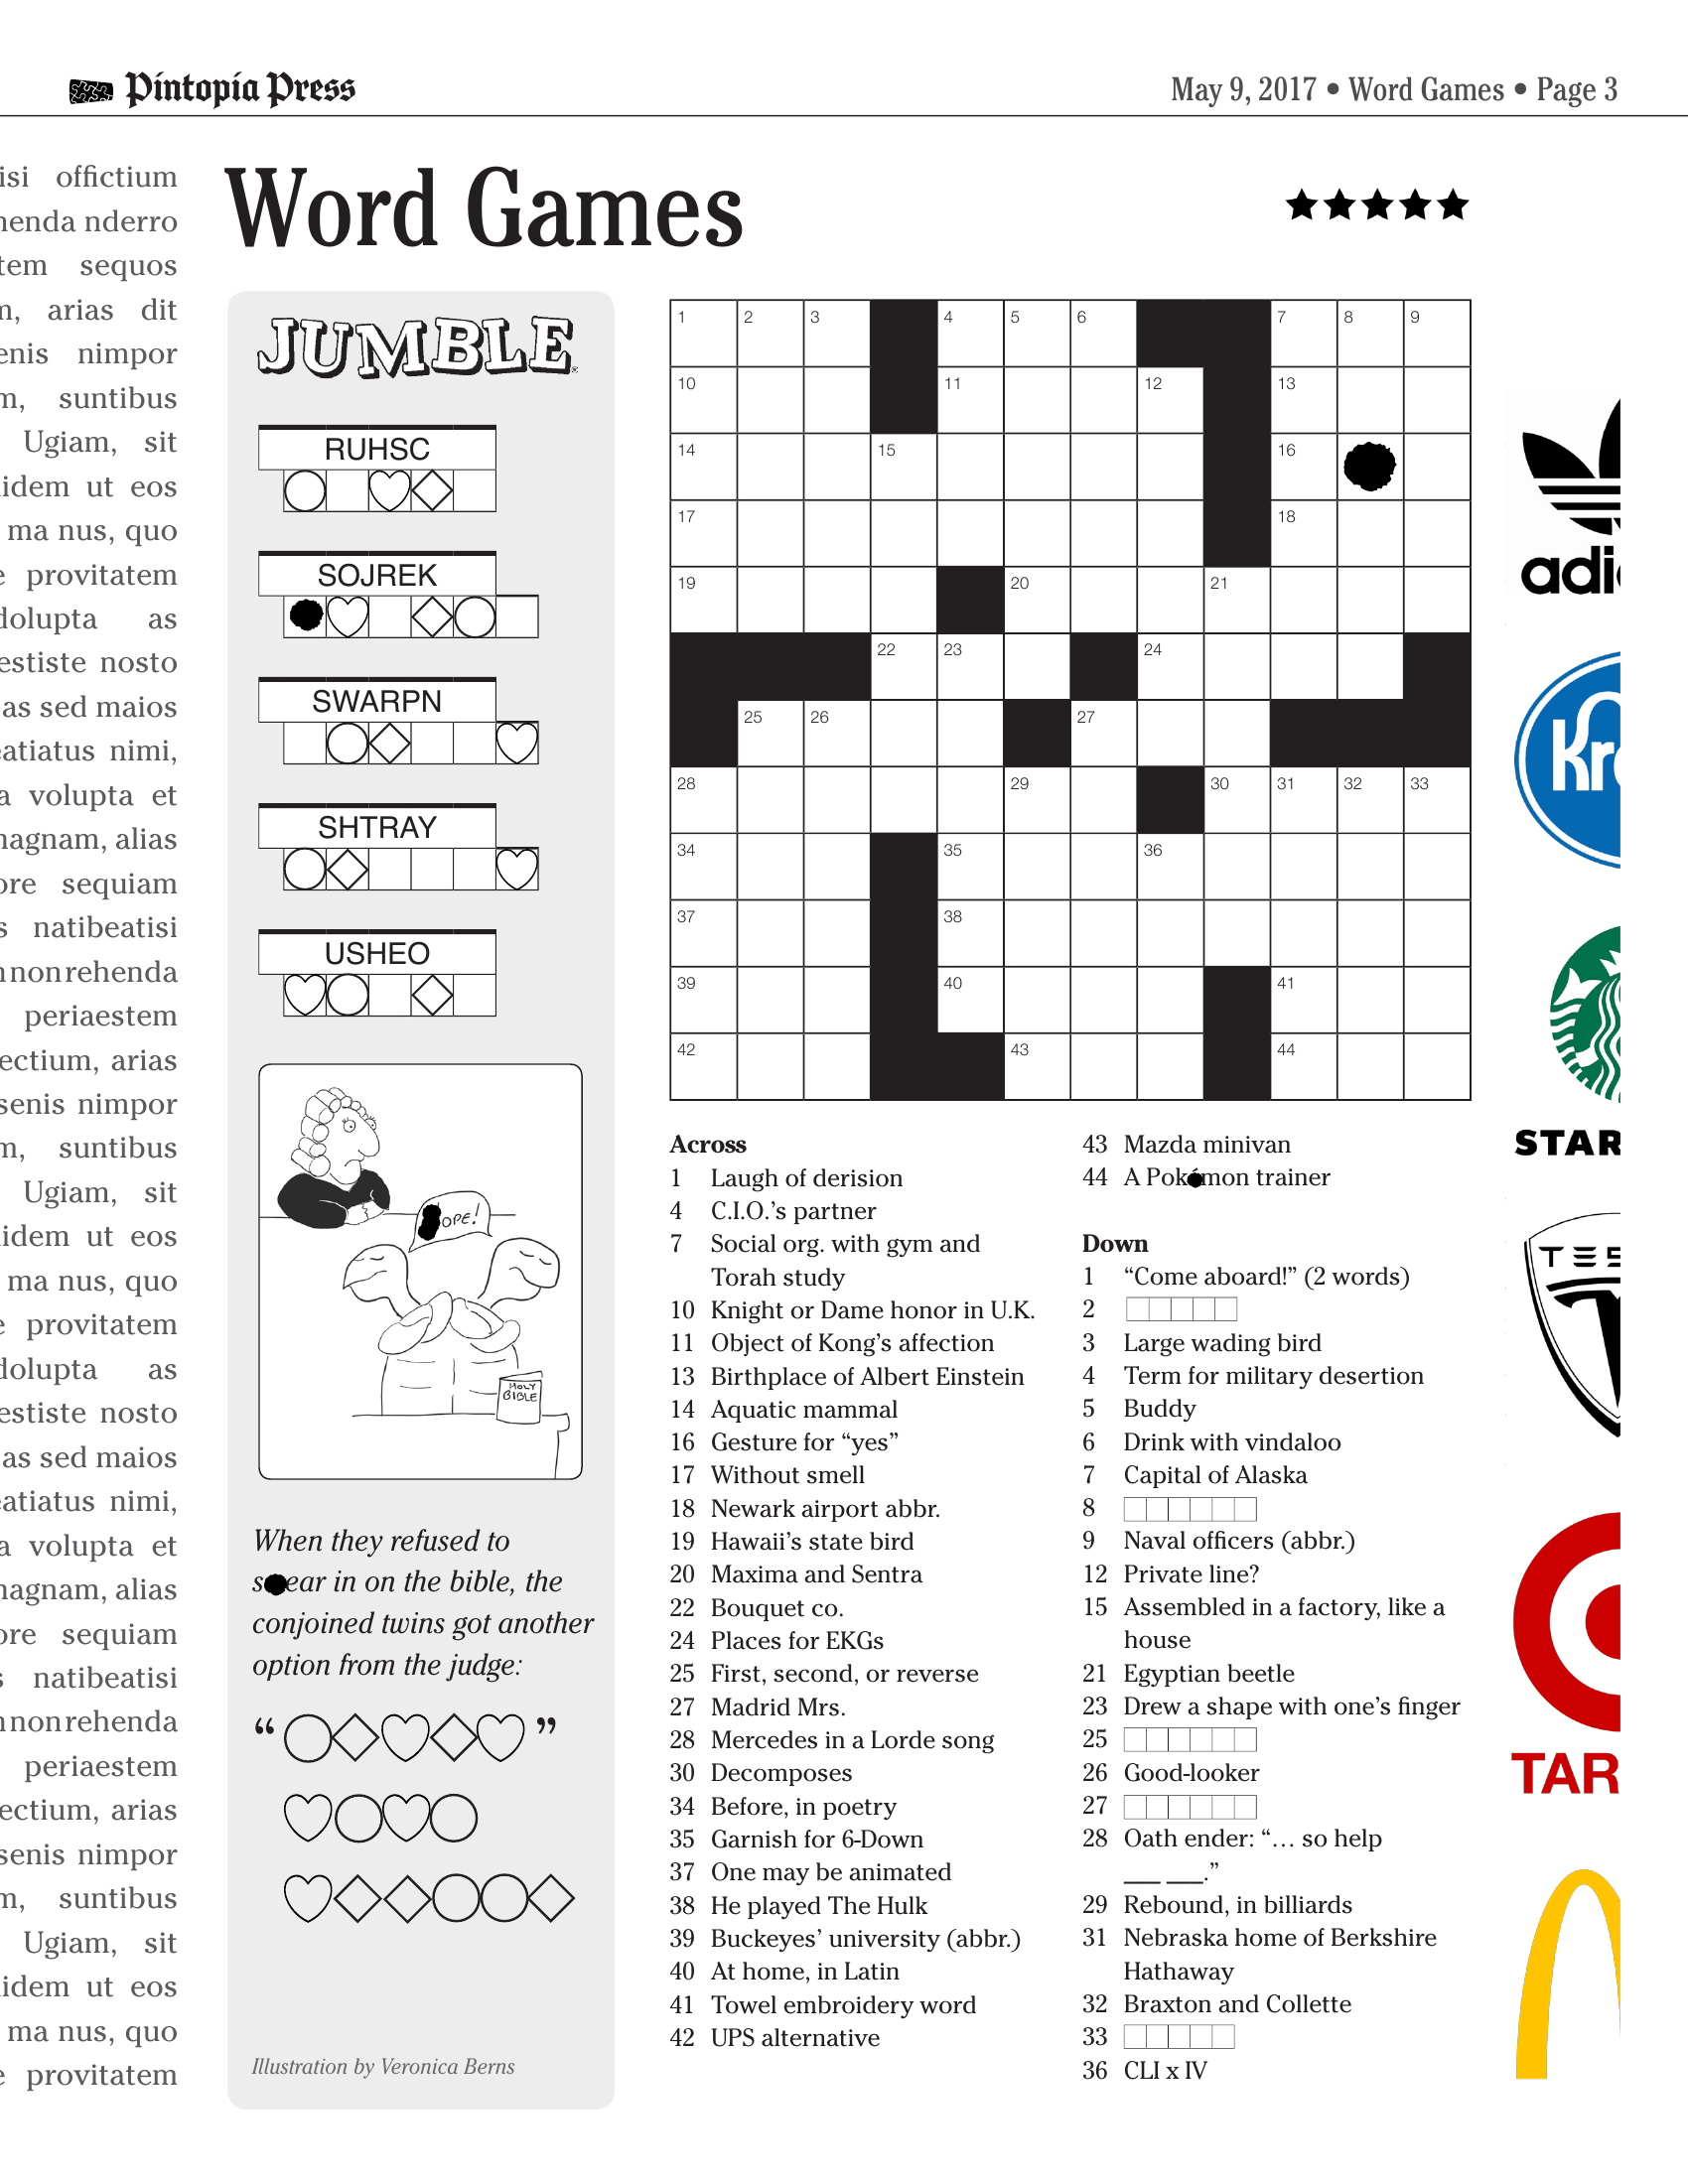 Pintopia Press
May 9, 2017 • Word Games • Page 3
isi offictium
nenda nderro
tem sequos
n, arias dit
enis nimpor
m, suntibus
Ugiam, sit
idem ut eos
ma nus, quo
e provitatem
dolupta as
estiste nosto
as sed maios
eatiatus nimi,
a volupta et
nagnam, alias
ore sequiam
s natibeatisi
nnonrehenda
periaestem
ectium, arias
senis nimpor
m, suntibus
Ugiam, sit
idem ut eos
ma nus, quo
e provitatem
dolupta as
estiste nosto
as sed maios
eatiatus nimi,
a volupta et
nagnam, alias
ore sequiam
s natibeatisi
nnonrehenda
periaestem
ectium, arias
senis nimpor
m, suntibus
Ugiam, sit
idem ut eos
ma nus, quo
e provitatem
Word Games
★★★★★
JUMBLE
RUHSC
SOJREK
SWARPN
SHTRAY
USHEO
OPE!
HOLY
BIBLE
When they refused to
s ear in on the bible, the
conjoined twins got another
option from the judge:
“ ”
Illustration by Veronica Berns
1 2 3 4 5 6 7 8 9
10 11 12 13
14 15 16
17 18
19 20 21
22 23 24
25 26 27
28 29 30 31 32 33
34 35 36
37 38
39 40 41
42 43 44
Across
1 Laugh of derision
4 C.I.O.’s partner
7 Social org. with gym and
Torah study
10 Knight or Dame honor in U.K.
11 Object of Kong’s affection
13 Birthplace of Albert Einstein
14 Aquatic mammal
16 Gesture for “yes”
17 Without smell
18 Newark airport abbr.
19 Hawaii’s state bird
20 Maxima and Sentra
22 Bouquet co.
24 Places for EKGs
25 First, second, or reverse
27 Madrid Mrs.
28 Mercedes in a Lorde song
30 Decomposes
34 Before, in poetry
35 Garnish for 6-Down
37 One may be animated
38 He played The Hulk
39 Buckeyes’ university (abbr.)
40 At home, in Latin
41 Towel embroidery word
42 UPS alternative
43 Mazda minivan
44 A Pokémon trainer
Down
1 “Come aboard!” (2 words)
2
3 Large wading bird
4 Term for military desertion
5 Buddy
6 Drink with vindaloo
7 Capital of Alaska
8
9 Naval officers (abbr.)
12 Private line?
15 Assembled in a factory, like a
house
21 Egyptian beetle
23 Drew a shape with one’s finger
25
26 Good-looker
27
28 Oath ender: “… so help
___ ___.”
29 Rebound, in billiards
31 Nebraska home of Berkshire
Hathaway
32 Braxton and Collette
33
36 CLI x IV
adi
Kr
STAR
TES
TAR